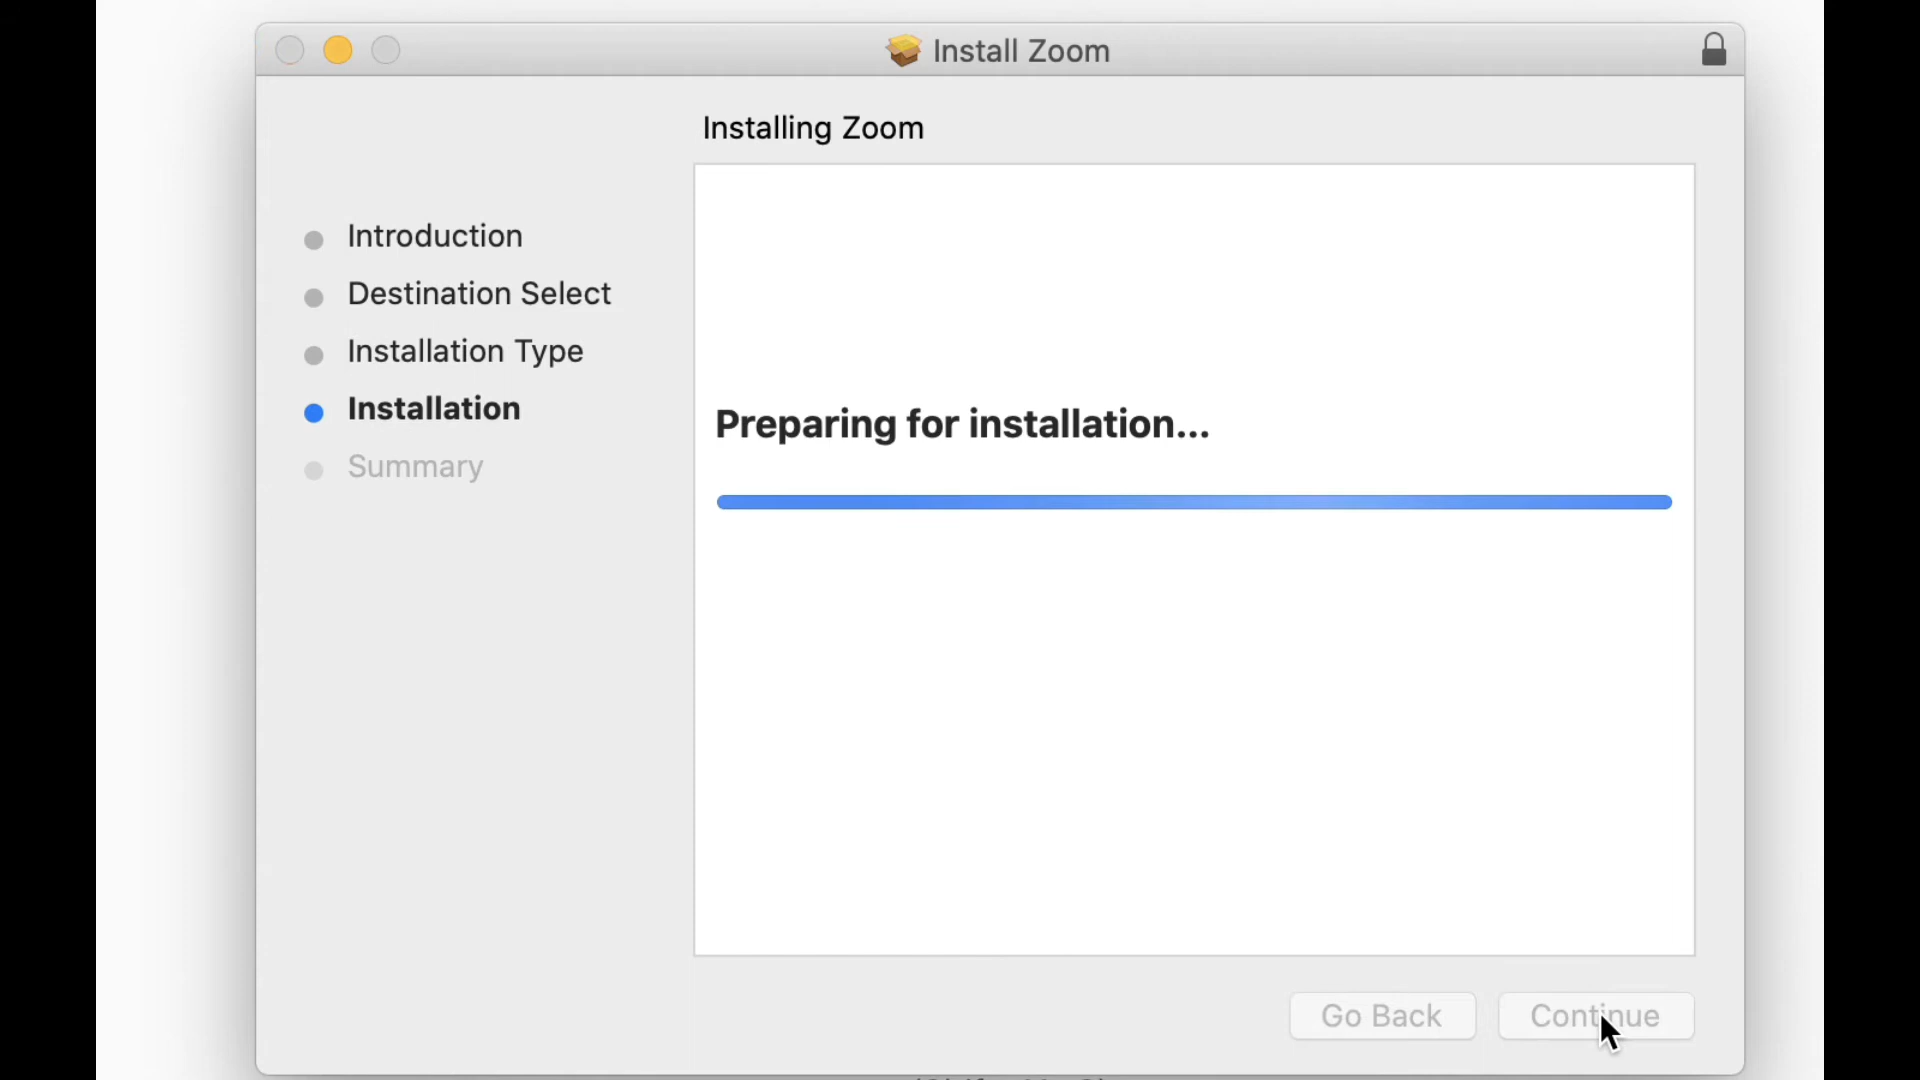 Install Zoom
Installing Zoom
Introduction
Destination Select
Installation Type
Installation
Summary
Preparing for installation...
Go Back
Continue